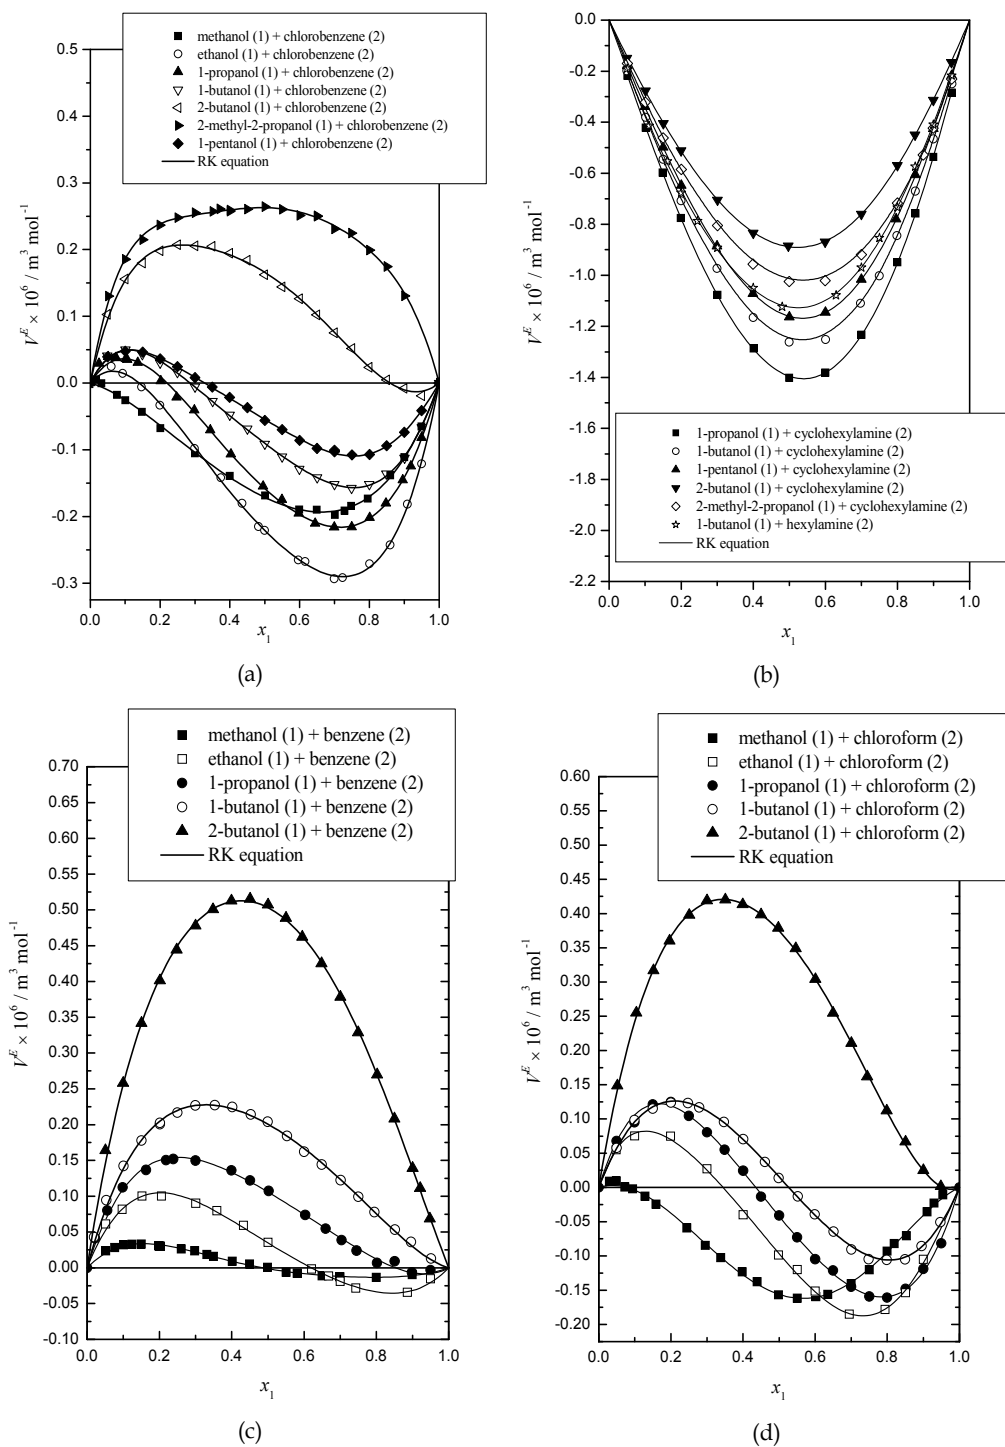 methanol (1) + chlorobenzene (2)
ethanol (1) + chlorobenzene (2)
1-propanol (1) + chlorobenzene (2)
1-butanol (1) + chlorobenzene (2)
2-butanol (1) + chlorobenzene (2)
2-methyl-2-propanol (1) + chlorobenzene (2)
1-pentanol (1) + chlorobenzene (2)
RK equation
0.5
0.4
0.3
0.2
0.1
0.0
-0.1
-0.2
-0.3
V^E × 10^6 / m^3 mol^-1
0.0 0.2 0.4 0.6 0.8 1.0
x_1
(a)
0.0
-0.2
-0.4
-0.6
-0.8
-1.0
-1.2
-1.4
-1.6
-1.8
-2.0
-2.2
V^E × 10^6 / m^3 mol^-1
1-propanol (1) + cyclohexylamine (2)
1-butanol (1) + cyclohexylamine (2)
1-pentanol (1) + cyclohexylamine (2)
2-butanol (1) + cyclohexylamine (2)
2-methyl-2-propanol (1) + cyclohexylamine (2)
1-butanol (1) + hexylamine (2)
RK equation
0.0 0.2 0.4 0.6 0.8 1.0
x_1
(b)
methanol (1) + benzene (2)
ethanol (1) + benzene (2)
1-propanol (1) + benzene (2)
1-butanol (1) + benzene (2)
2-butanol (1) + benzene (2)
RK equation
0.70
0.65
0.60
0.55
0.50
0.45
0.40
0.35
0.30
0.25
0.20
0.15
0.10
0.05
0.00
-0.05
-0.10
V^E × 10^6 / m^3 mol^-1
0.0 0.2 0.4 0.6 0.8 1.0
x_1
(c)
methanol (1) + chloroform (2)
ethanol (1) + chloroform (2)
1-propanol (1) + chloroform (2)
1-butanol (1) + chloroform (2)
2-butanol (1) + chloroform (2)
RK equation
0.60
0.55
0.50
0.45
0.40
0.35
0.30
0.25
0.20
0.15
0.10
0.05
0.00
-0.05
-0.10
-0.15
-0.20
V^E × 10^6 / m^3 mol^-1
0.0 0.2 0.4 0.6 0.8 1.0
x_1
(d)